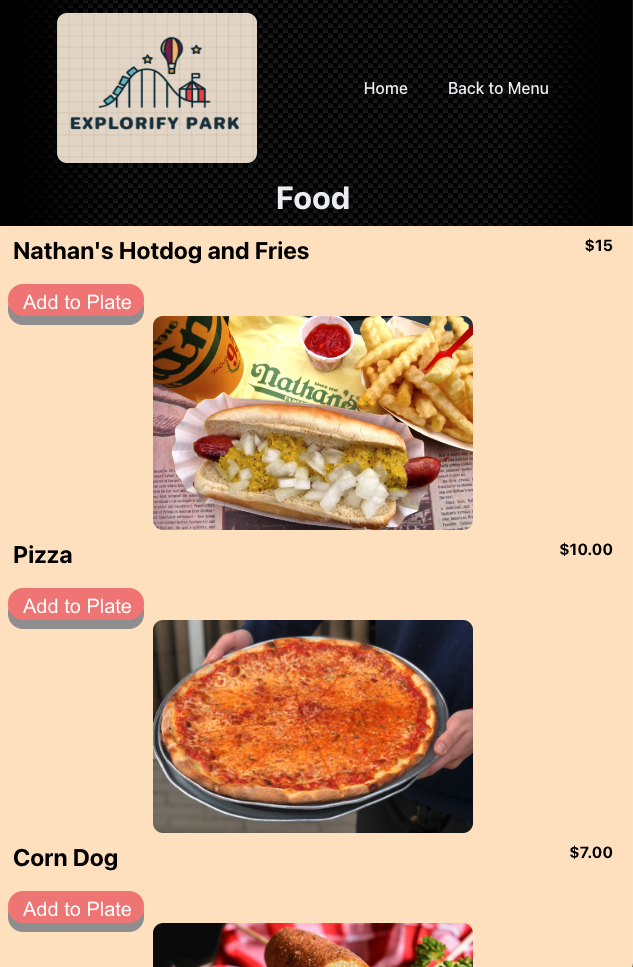 EXPLORIFY PARK
Home Back to Menu
Food
Nathan's Hotdog and Fries $15
Add to Plate
Nathan's
Pizza $10.00
Add to Plate
Corn Dog $7.00
Add to Plate